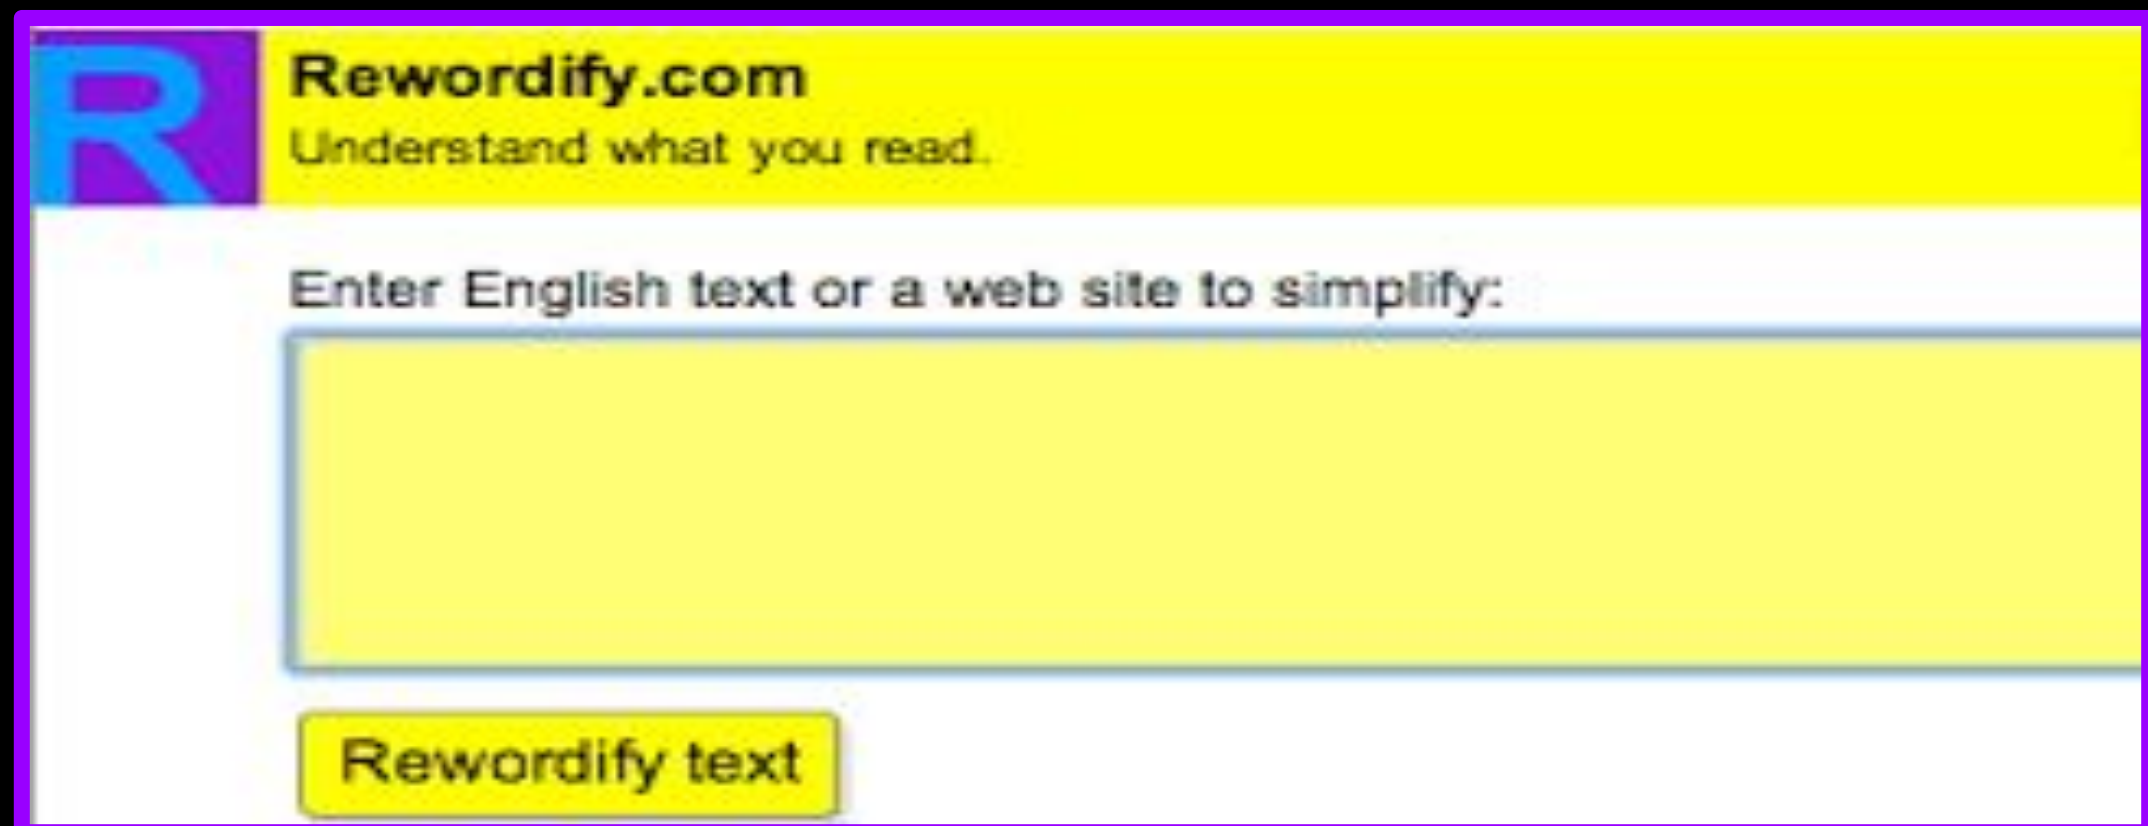 R
Rewordify.com
Understand what you read.
Enter English text or a web site to simplify:
Rewordify text